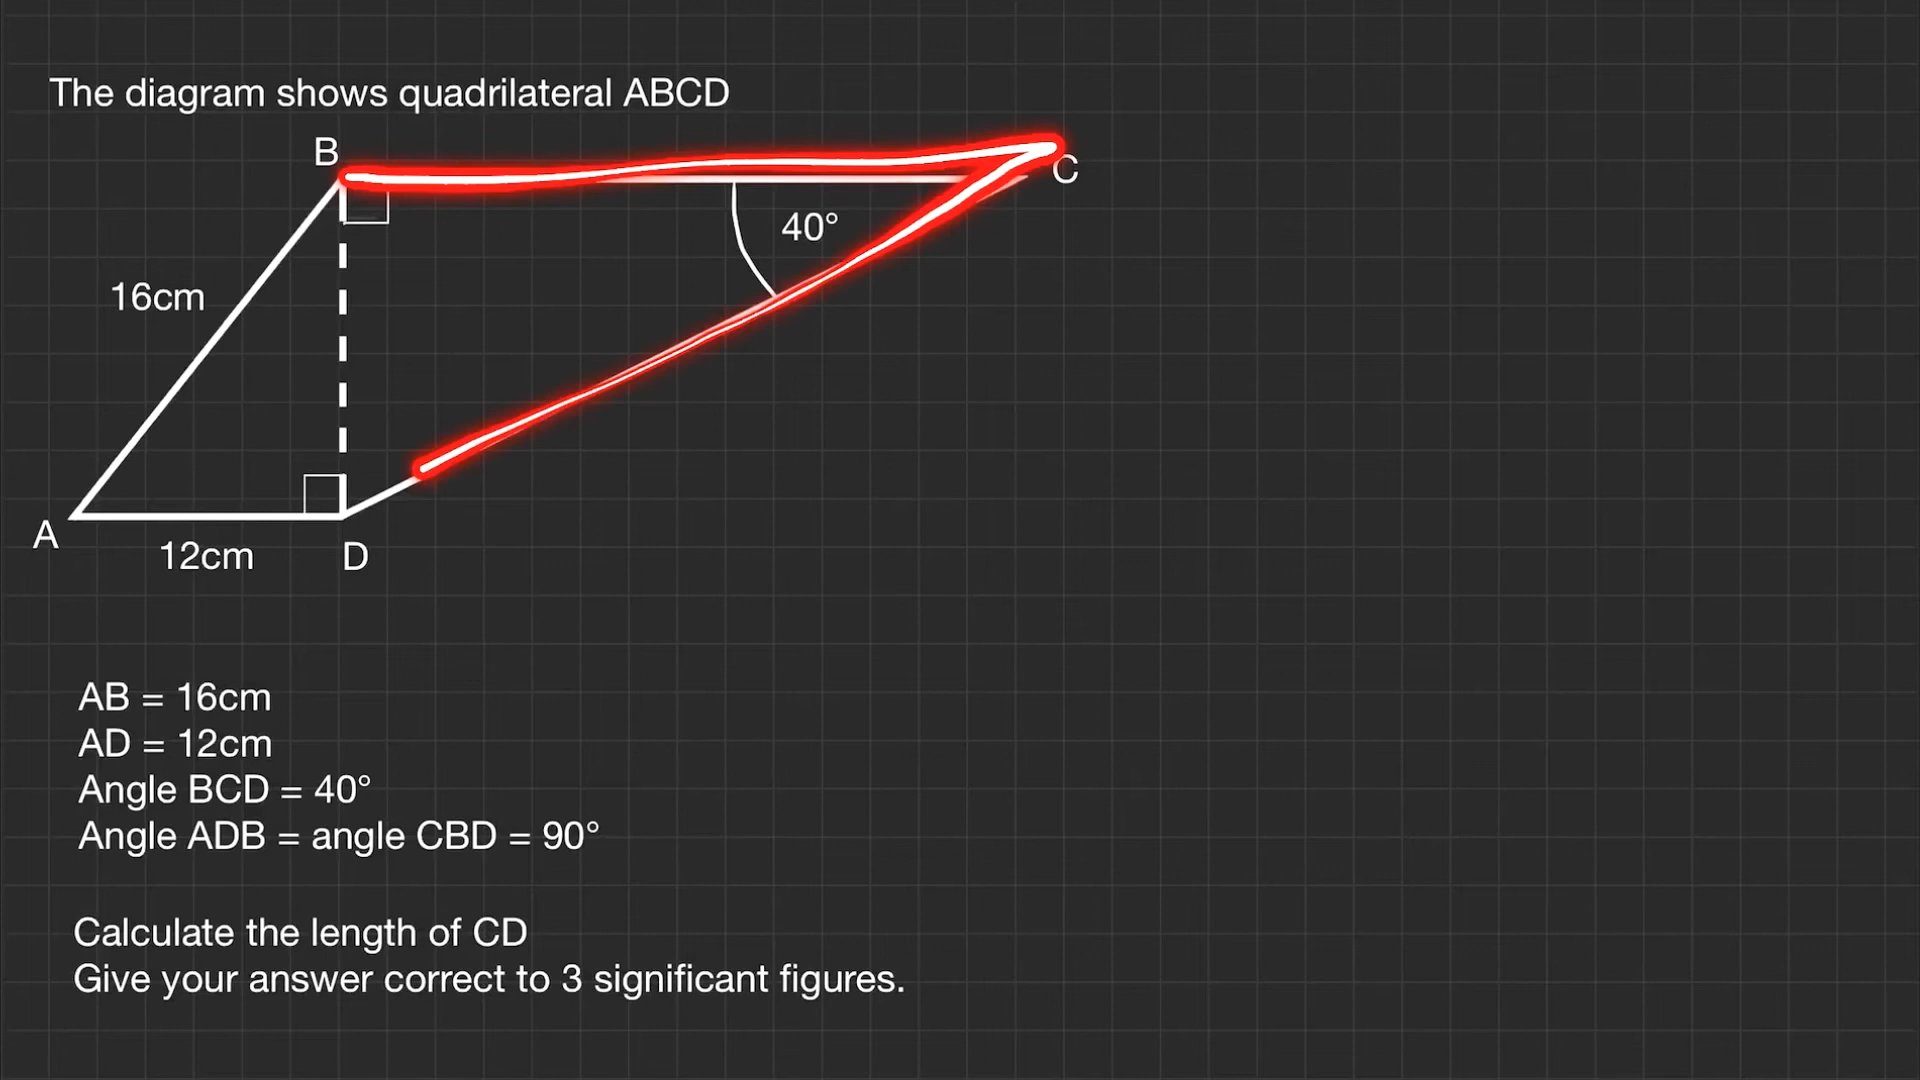 The diagram shows quadrilateral ABCD
B
C
40°
16cm
A
12cm
D
AB = 16cm
AD = 12cm
Angle BCD = 40°
Angle ADB = angle CBD = 90°
Calculate the length of CD
Give your answer correct to 3 significant figures.